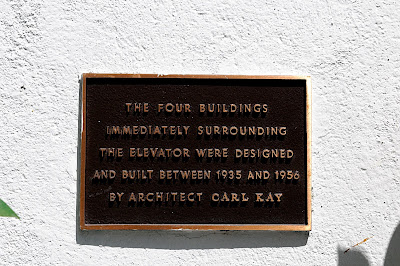 THE FOUR BUILDINGS
IMMEDIATELY SURROUNDING
THE ELEVATOR WERE DESIGNED
AND BUILT BETWEEN 1935 AND 1956
BY ARCHITECT CARL KAY